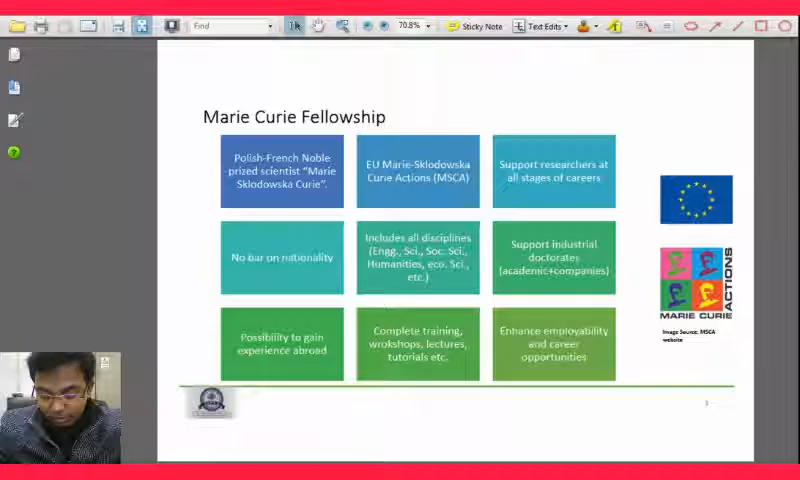 Find
70.8%
Sticky Note
Text Edits
Marie Curie Fellowship
Polish-French Noble
prized scientist "Marie
Sklodowska Curie".
EU Marie-Sklodowska
Curie Actions (MSCA)
Support researchers at
all stages of careers
No bar on nationality
Includes all disciplines
(Engg., Sci., Soc. Sci.,
Humanities, eco. Sci.,
etc.)
Support industrial
doctorates
(academic+companies)
Possibility to gain
experience abroad
Complete training,
wrokshops, lectures,
tutorials etc.
Enhance employability
and career
opportunities
MARIE CURIE
ACTIONS
Image Source: MSCA
website